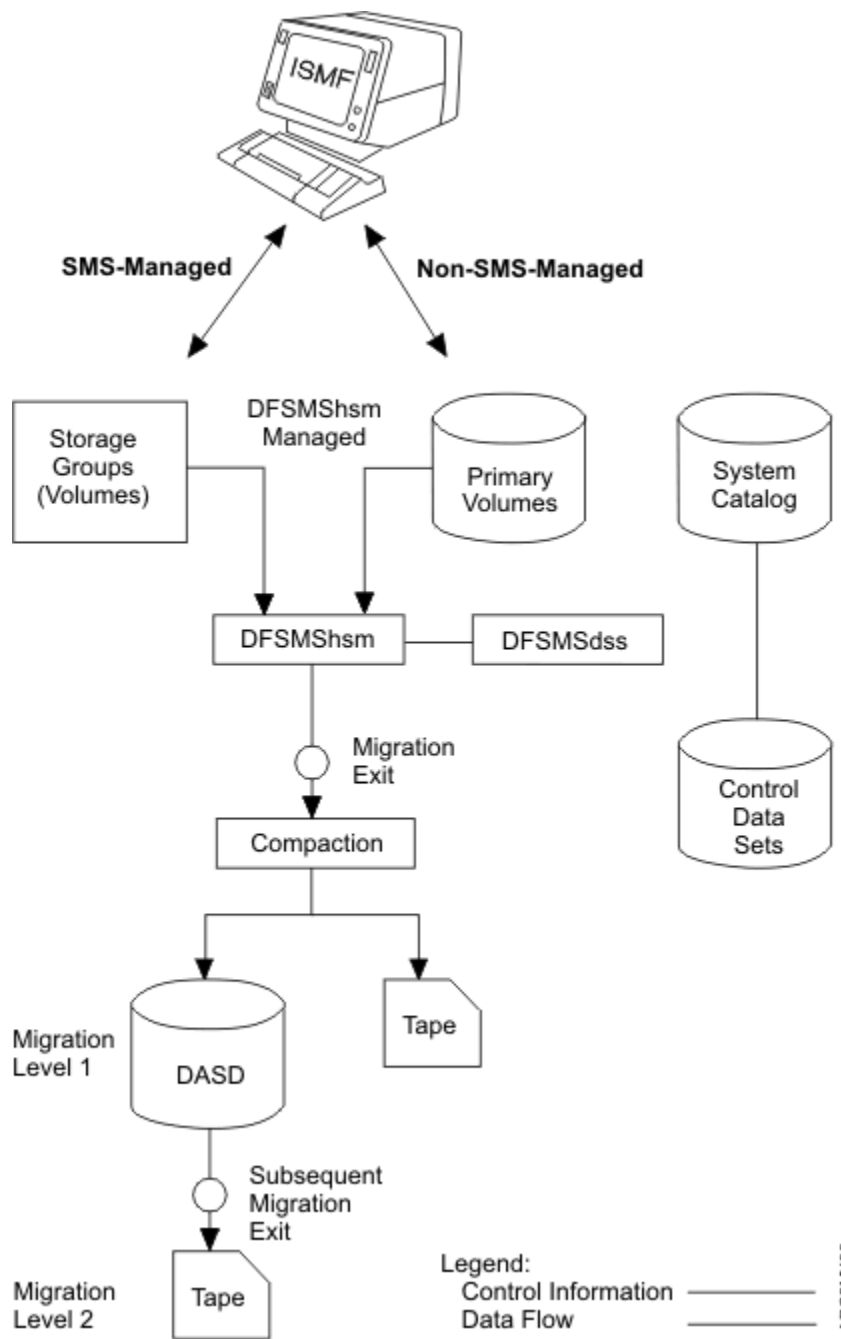 ISMF
SMS-Managed
Non-SMS-Managed
Storage
Groups
(Volumes)
DFSMShsm
Managed
Primary
Volumes
System
Catalog
DFSMShsm
DFSMSdss
Migration
Exit
Control
Data
Sets
Compaction
Migration
Level 1
DASD
Tape
Subsequent
Migration
Exit
Migration
Level 2
Tape
Legend:
Control Information
Data Flow